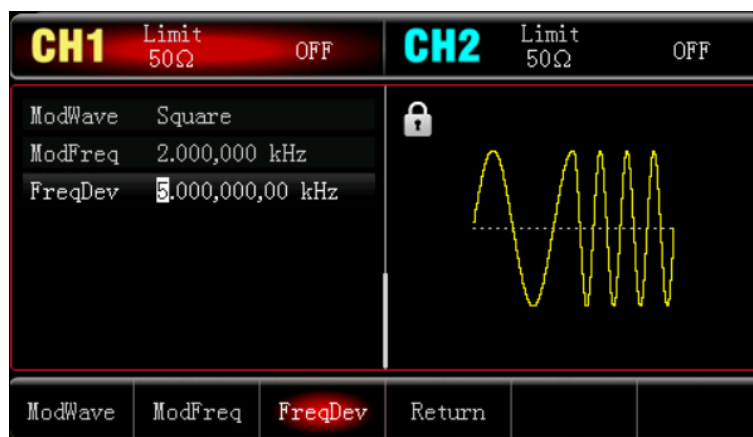 CH1 Limit 50Ω OFF CH2 Limit 50Ω OFF
ModWave Square
ModFreq 2.000,000 kHz
FreqDev 5.000,000,00 kHz
ModWave ModFreq FreqDev Return